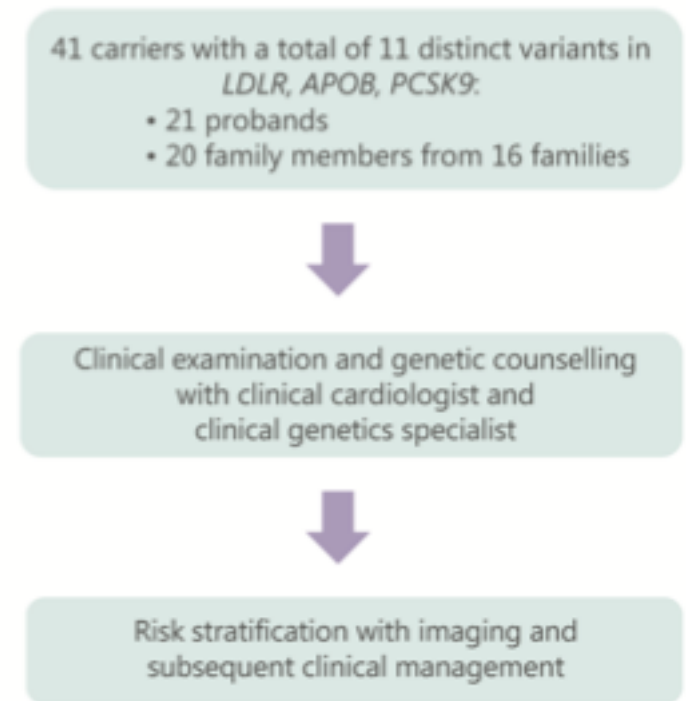 41 carriers with a total of 11 distinct variants in
LDLR, APOB, PCSK9:
• 21 probands
• 20 family members from 16 families
Clinical examination and genetic counselling
with clinical cardiologist and
clinical genetics specialist
Risk stratification with imaging and
subsequent clinical management